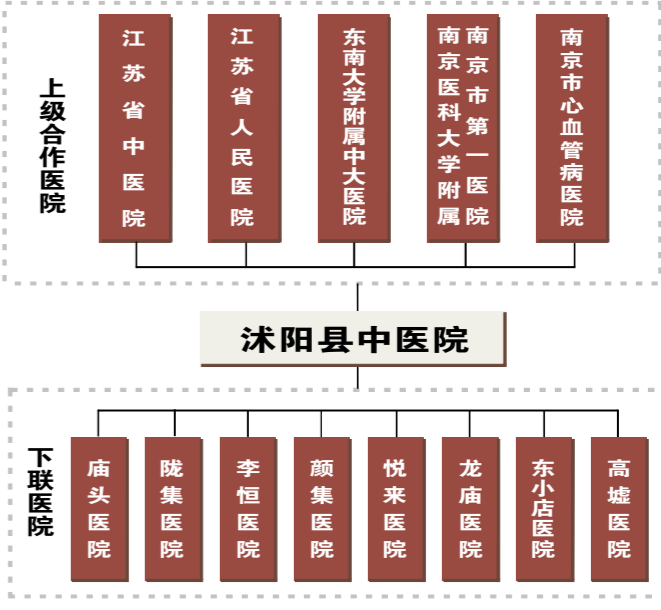 上级合作医院
江苏省中医院
江苏省人民医院
东南大学附属中大医院
南京医科大学附属
南京市第一医院
南京市心血管病医院
沭阳县中医院
下联医院
庙头医院
陇集医院
李恒医院
颜集医院
悦来医院
龙庙医院
东小店医院
高墟医院